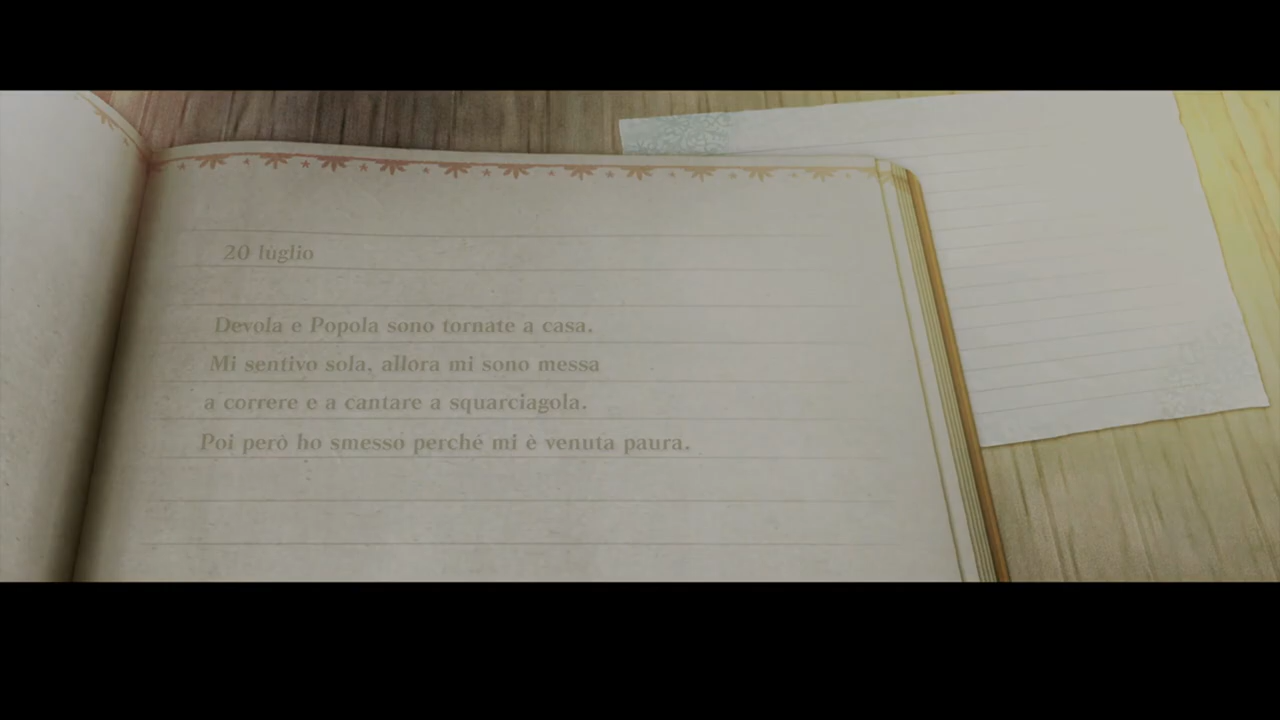 20 luglio
Devola e Popola sono tornate a casa.
Mi sentivo sola, allora mi sono messa
a correre e a cantare a squarciagola.
Poi però ho smesso perché mi è venuta paura.